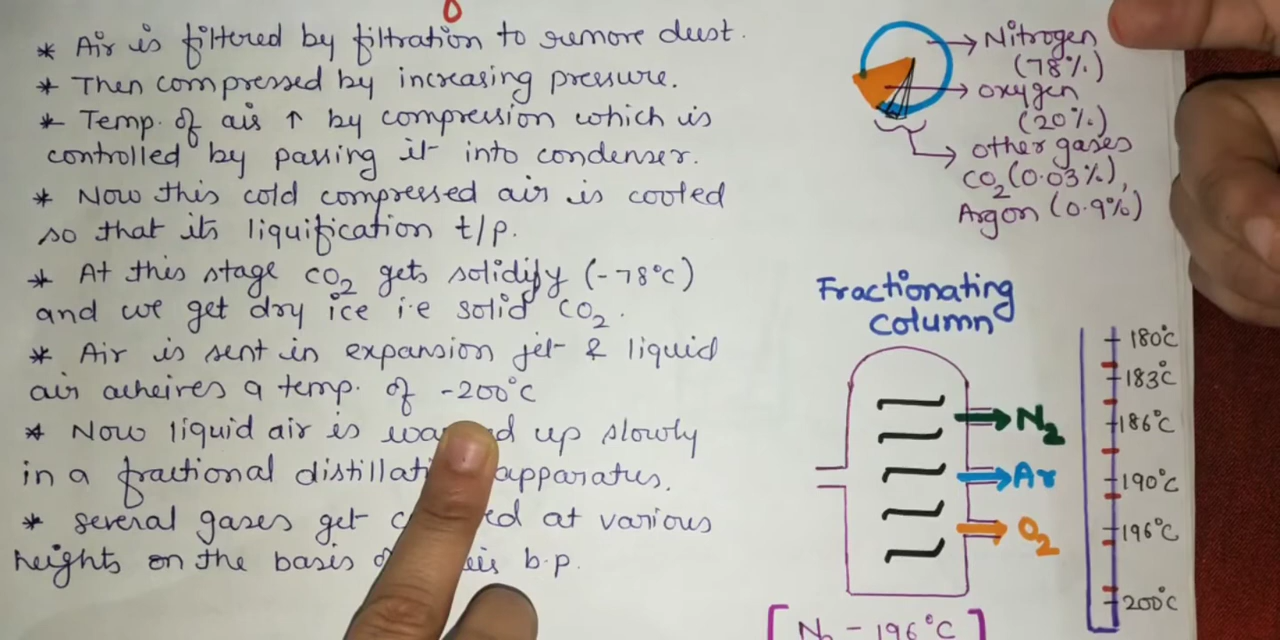 * Air is filtered by filtration to remove dust.
* Then compressed by increasing pressure.
* Temp. of air ↑ by compression which is
controlled by passing it into condenser.
* Now this cold compressed air is cooled
so that its liquification t/p.
* At this stage CO2 gets solidify (-78°C)
and we get dry ice i.e solid CO2.
* Air is sent in expansion jet & liquid
air acheives a temp. of -200°C
* Now liquid air is up slowly
in a fractional apparatus.
* Several gases get at various
heights on the basis b.p.
Nitrogen
(78%)
oxygen
(20%)
other gases
CO2 (0.03%),
Argon (0.9%)
Fractionating
Column
N2
Ar
O2
180°C
183°C
186°C
190°C
196°C
200°C
[ N2 - 196°C ]